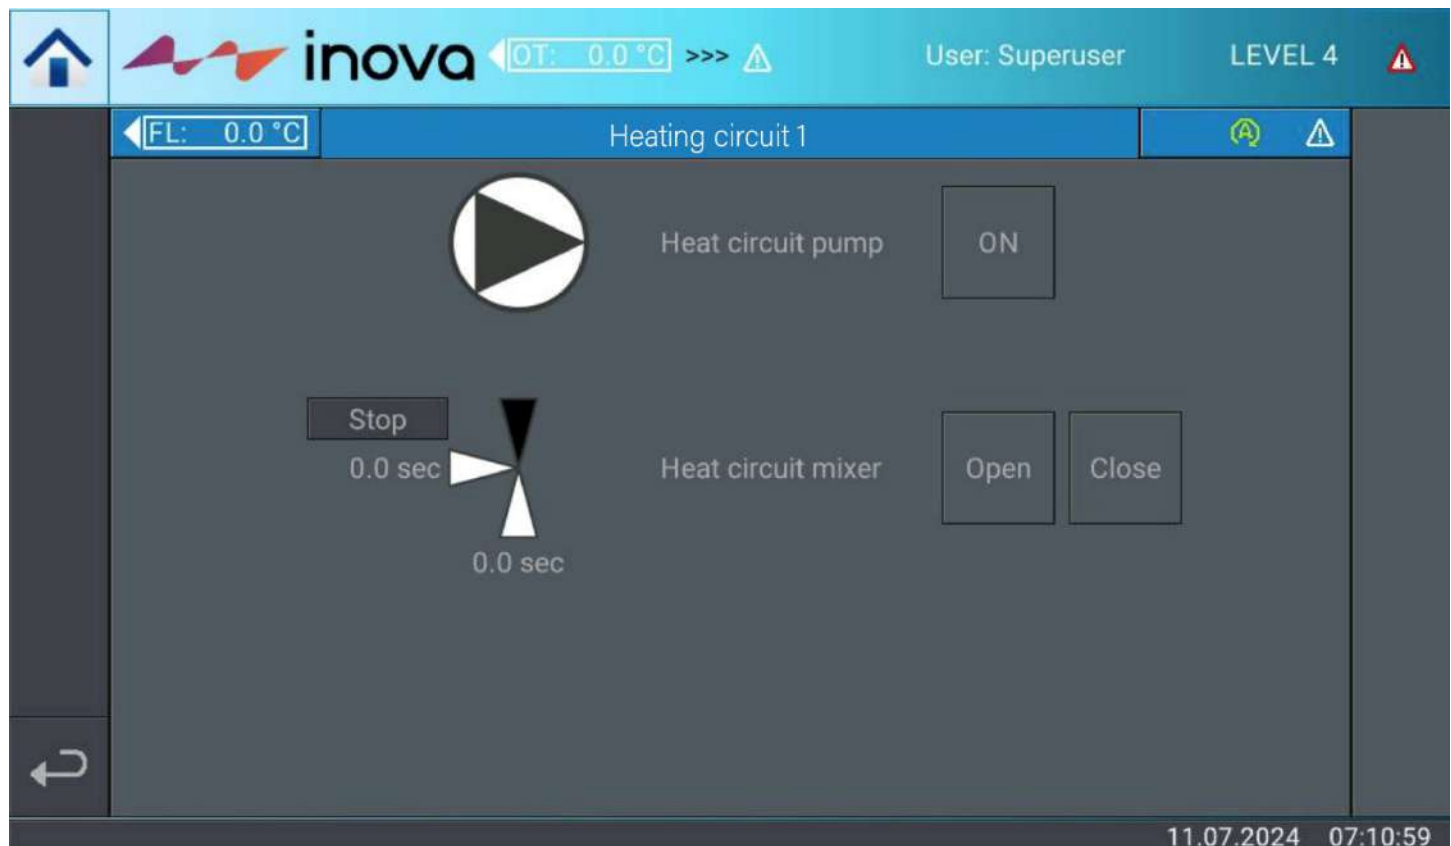 inova OT: 0.0 °C >>> User: Superuser LEVEL 4
FL: 0.0 °C Heating circuit 1 A
Heat circuit pump ON
Stop
0.0 sec Heat circuit mixer Open Close
0.0 sec
11.07.2024 07:10:59